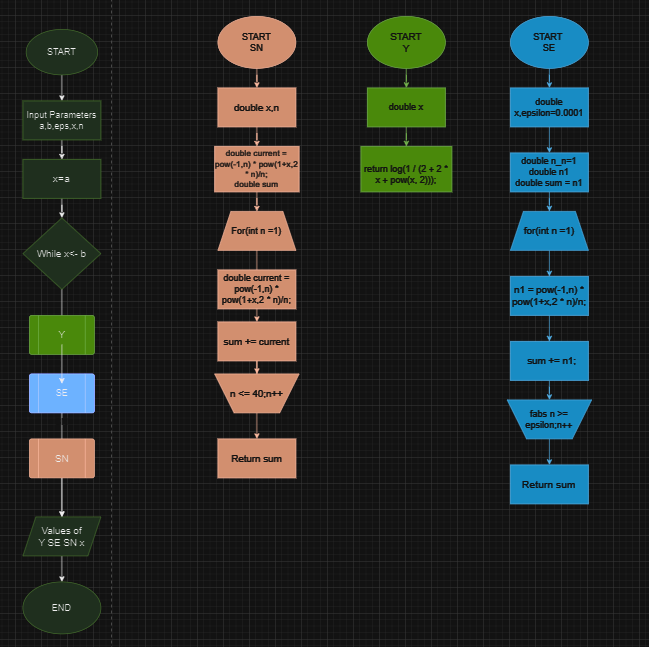 START
Input Parameters
a,b,eps,x,n
x=a
While x<- b
Y
SE
SN
Values of
Y SE SN x
END
START
SN
double x,n
double current =
pow(-1,n) * pow(1+x,2
* n)/n;
double sum
For(int n =1)
double current =
pow(-1,n) *
pow(1+x,2 * n)/n;
sum += current
n <= 40;n++
Return sum
START
Y
double x
return log(1 / (2 + 2 *
x + pow(x, 2)));
START
SE
double
x,epsilon=0.0001
double n_n=1
double n1
double sum = n1
for(int n =1)
n1 = pow(-1,n) *
pow(1+x,2 * n)/n;
sum += n1;
fabs n >=
epsilon;n++
Return sum